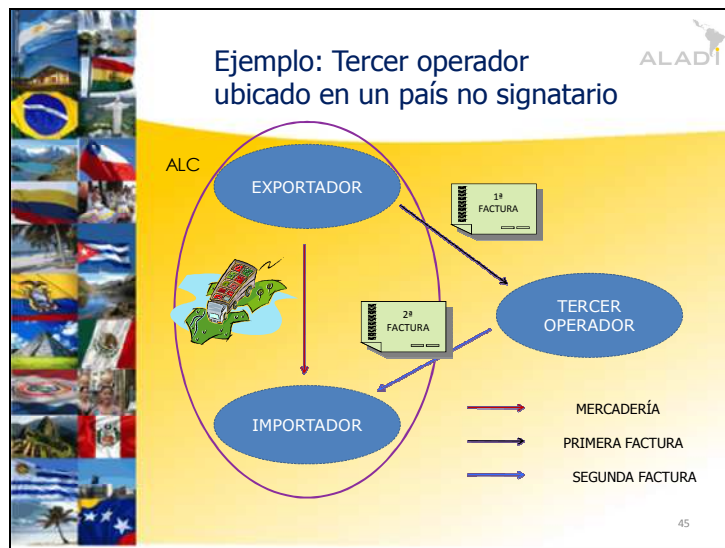 Ejemplo: Tercer operador
ubicado en un país no signatario
ALADI
ALC
EXPORTADOR
1ª
FACTURA
2ª
FACTURA
TERCER
OPERADOR
IMPORTADOR
MERCADERÍA
PRIMERA FACTURA
SEGUNDA FACTURA
45